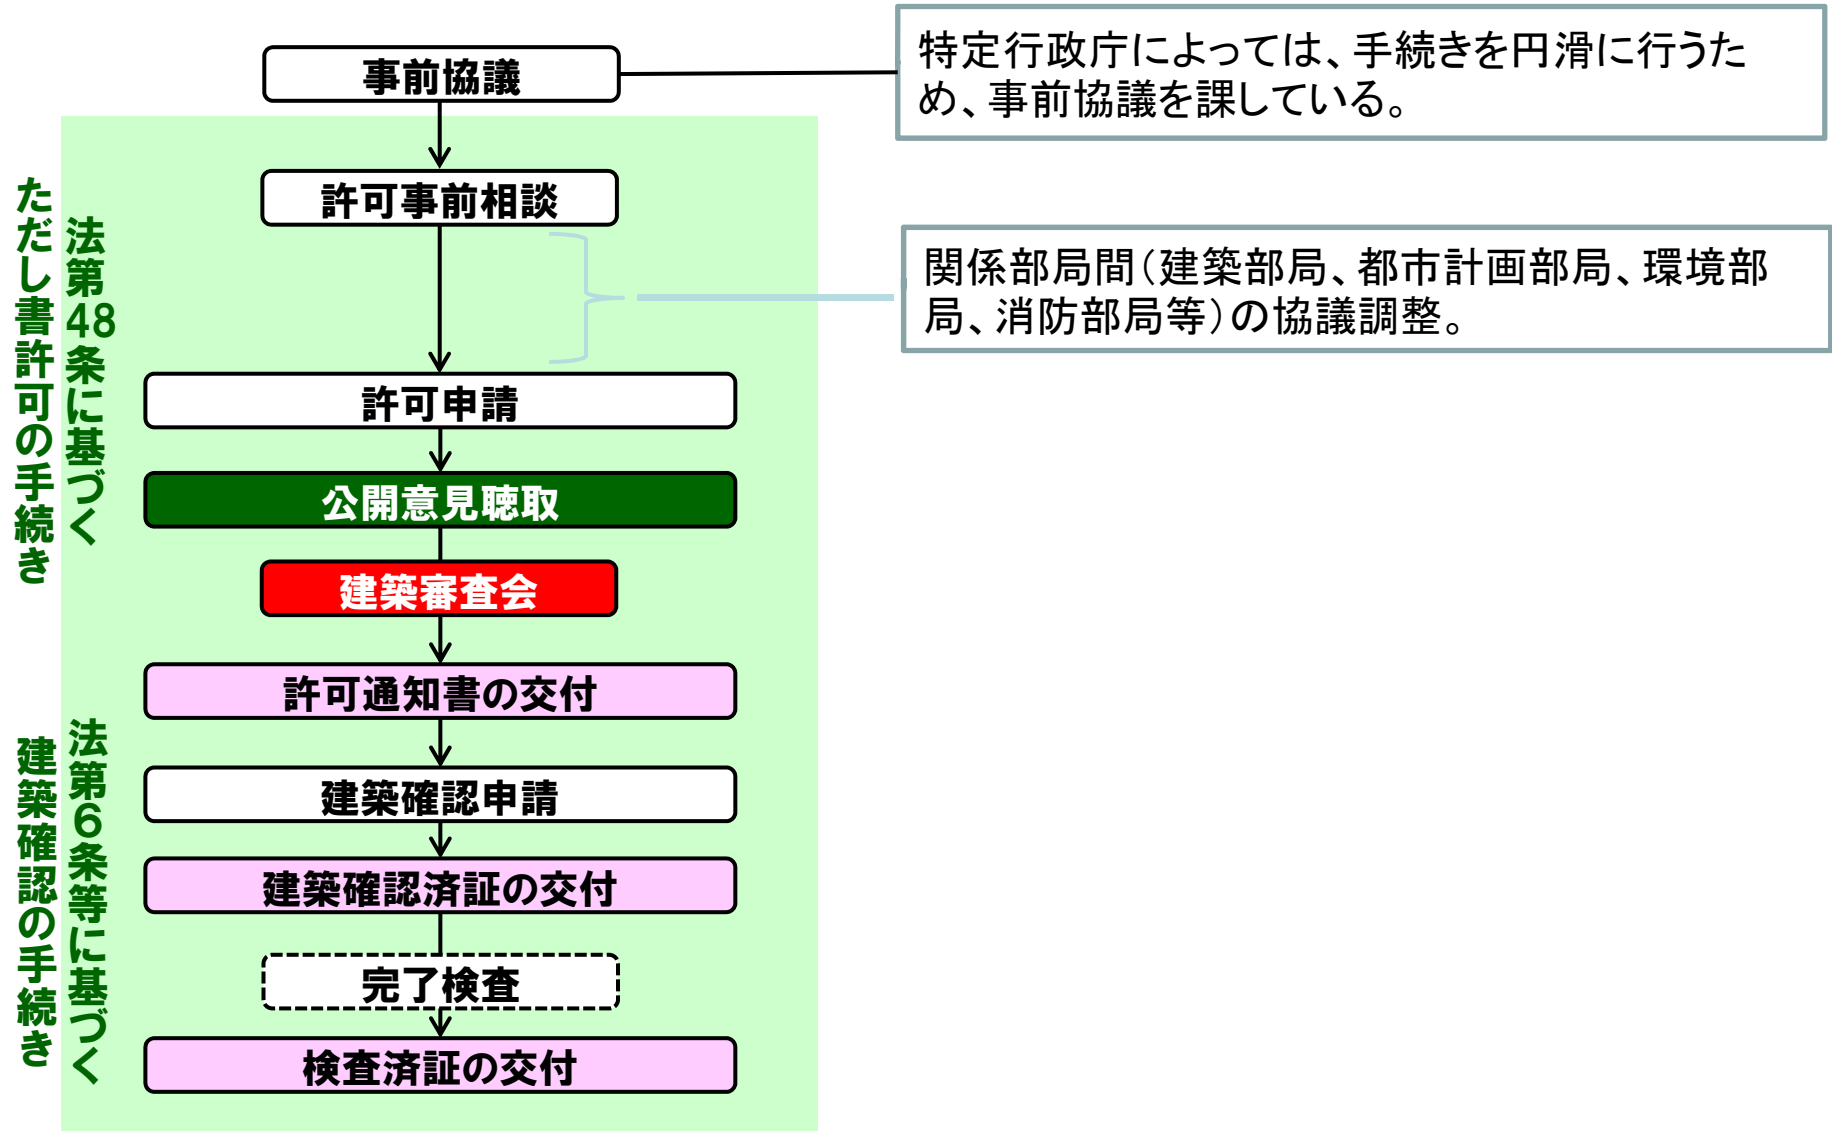 事前協議
特定行政庁によっては、手続きを円滑に行うた
め、事前協議を課している。
法第48条に基づく
ただし書許可の手続き
許可事前相談
関係部局間（建築部局、都市計画部局、環境部
局、消防部局等）の協議調整。
許可申請
公開意見聴取
建築審査会
許可通知書の交付
法第6条等に基づく
建築確認の手続き
建築確認申請
建築確認済証の交付
完了検査
検査済証の交付